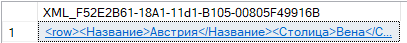 XML_F52E2B61-18A1-11d1-B105-00805F49916B
1 <row><Название>Австрия</Название><Столица>Вена</С...